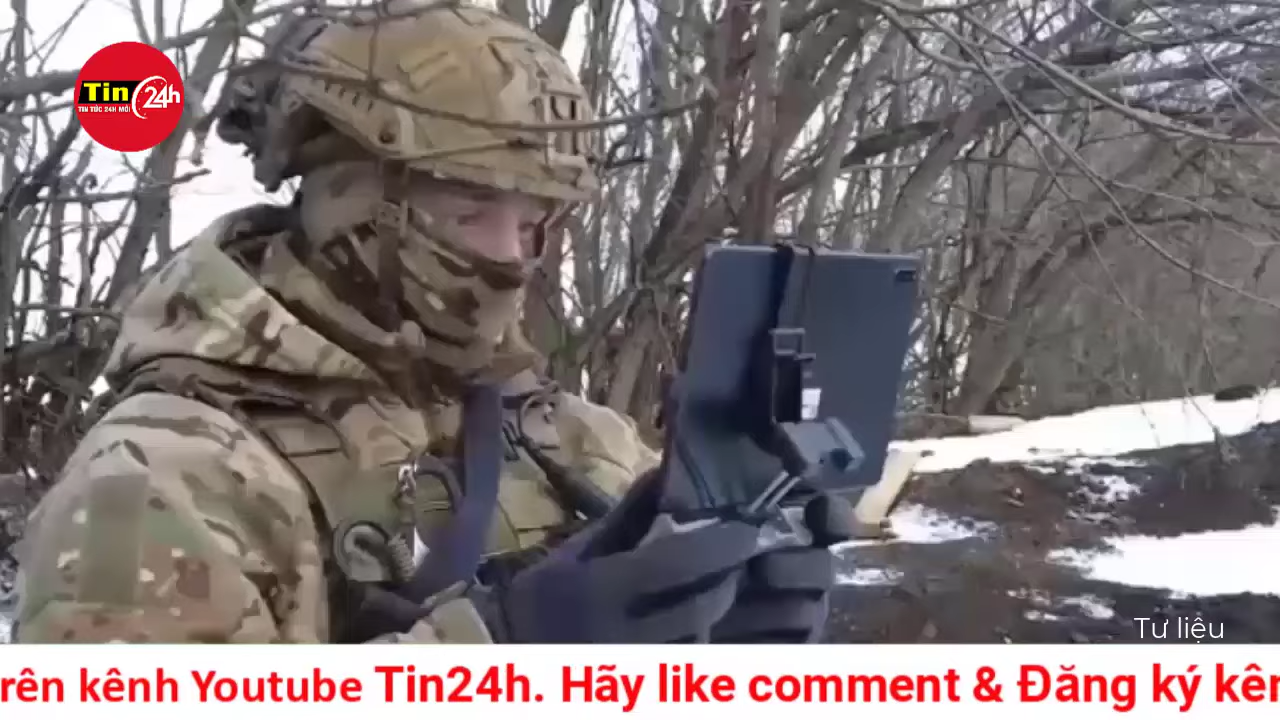 Tin
24h
TIN TỨC 24H MỚI
Tư liệu
rên kênh Youtube Tin24h. Hãy like comment & Đăng ký kên